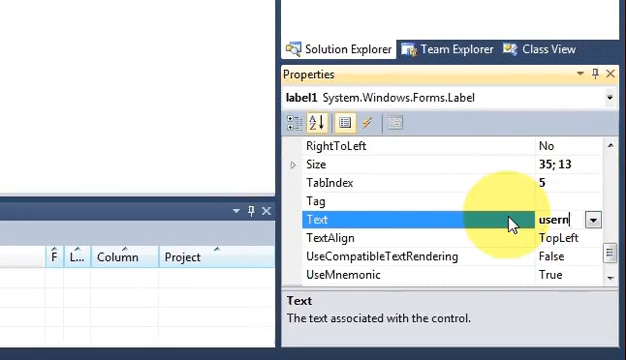 Solution Explorer Team Explorer Class View
Properties
label1 System.Windows.Forms.Label
RightToLeft No
Size 35; 13
TabIndex 5
Tag
Text usern
TextAlign TopLeft
UseCompatibleTextRendering False
UseMnemonic True
F L... Column Project
Text
The text associated with the control.